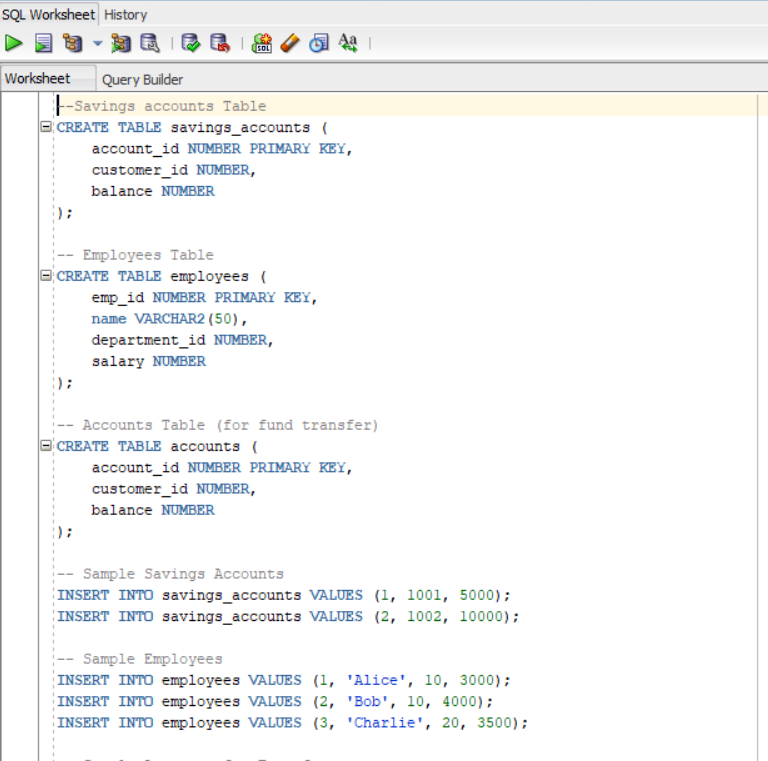 SQL Worksheet History
Worksheet Query Builder
--Savings accounts Table
CREATE TABLE savings_accounts (
account_id NUMBER PRIMARY KEY,
customer_id NUMBER,
balance NUMBER
);
-- Employees Table
CREATE TABLE employees (
emp_id NUMBER PRIMARY KEY,
name VARCHAR2(50),
department_id NUMBER,
salary NUMBER
);
-- Accounts Table (for fund transfer)
CREATE TABLE accounts (
account_id NUMBER PRIMARY KEY,
customer_id NUMBER,
balance NUMBER
);
-- Sample Savings Accounts
INSERT INTO savings_accounts VALUES (1, 1001, 5000);
INSERT INTO savings_accounts VALUES (2, 1002, 10000);
-- Sample Employees
INSERT INTO employees VALUES (1, 'Alice', 10, 3000);
INSERT INTO employees VALUES (2, 'Bob', 10, 4000);
INSERT INTO employees VALUES (3, 'Charlie', 20, 3500);